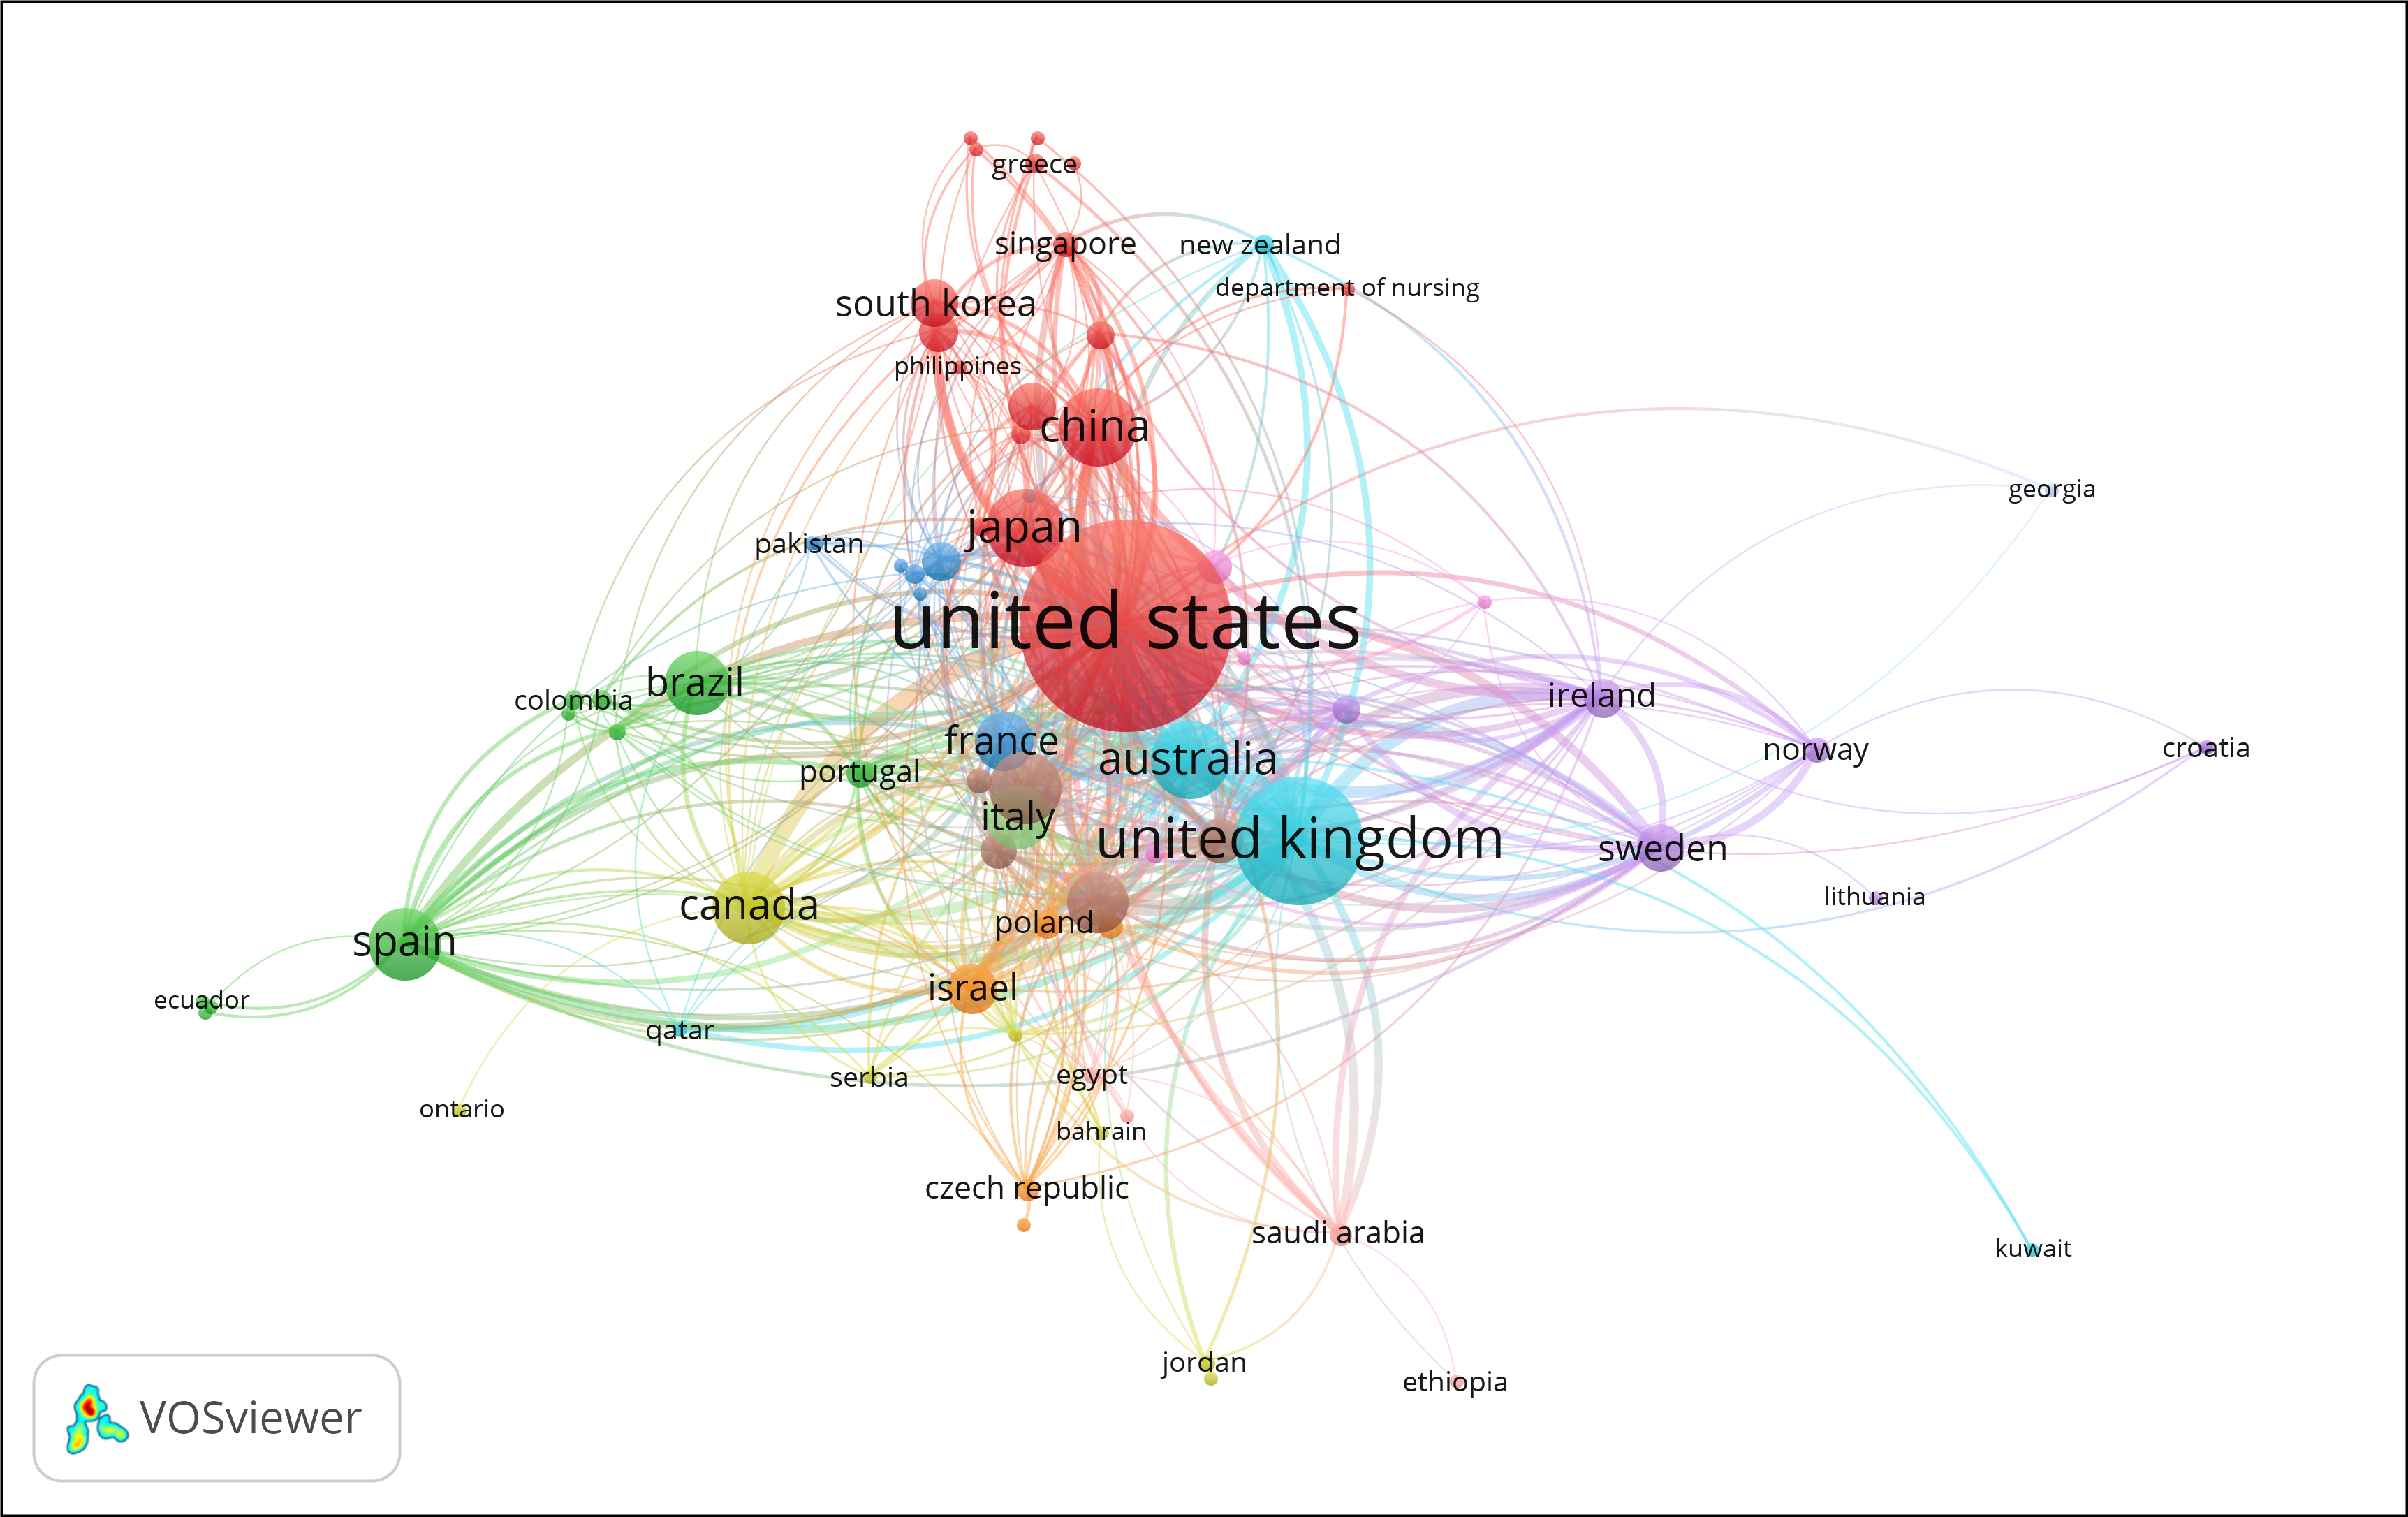 greece
singapore
new zealand
department of nursing
south korea
philippines
china
georgia
japan
pakistan
united states
brazil
colombia
ireland
france
norway
croatia
australia
portugal
italy
united kingdom
sweden
lithuania
canada
poland
spain
israel
ecuador
qatar
serbia
egypt
ontario
bahrain
czech republic
saudi arabia
kuwait
jordan
ethiopia
VOSviewer